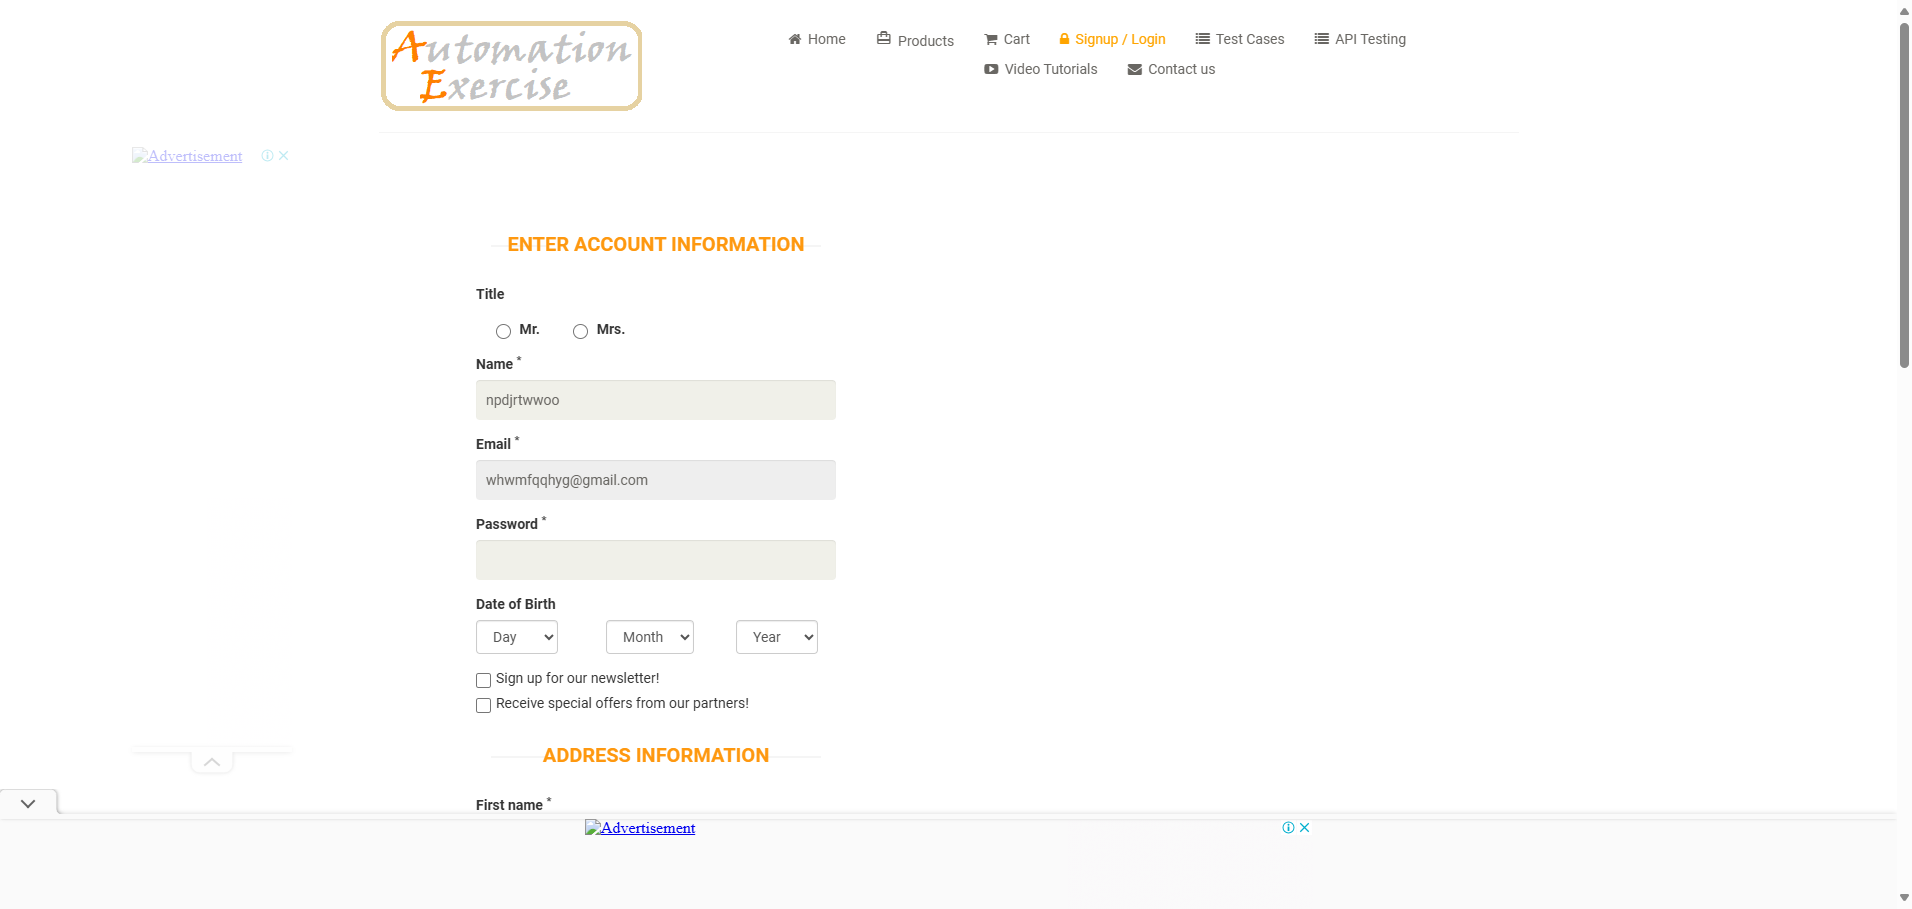 Automation
Exercise
Home
Products
Cart
Signup / Login
Test Cases
API Testing
Video Tutorials
Contact us
Advertisement
ENTER ACCOUNT INFORMATION
Title
Mr.
Mrs.
Name *
npdjrtwwoo
Email *
whwmfqqhyg@gmail.com
Password *
Date of Birth
Day
Month
Year
Sign up for our newsletter!
Receive special offers from our partners!
ADDRESS INFORMATION
First name *
Advertisement